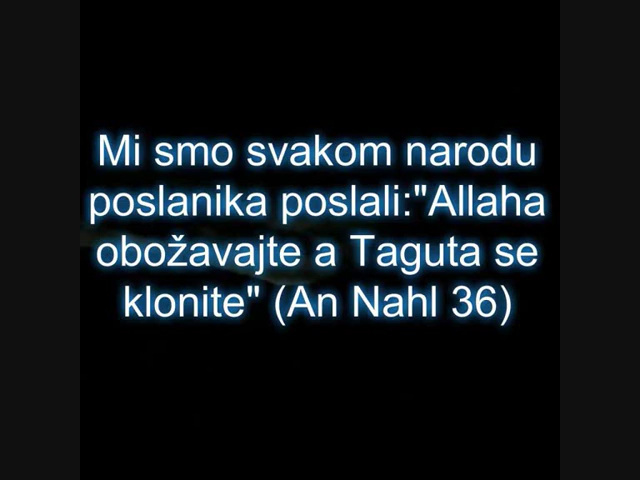 Mi smo svakom narodu
poslanika poslali:"Allaha
obožavajte a Taguta se
klonite" (An Nahl 36)